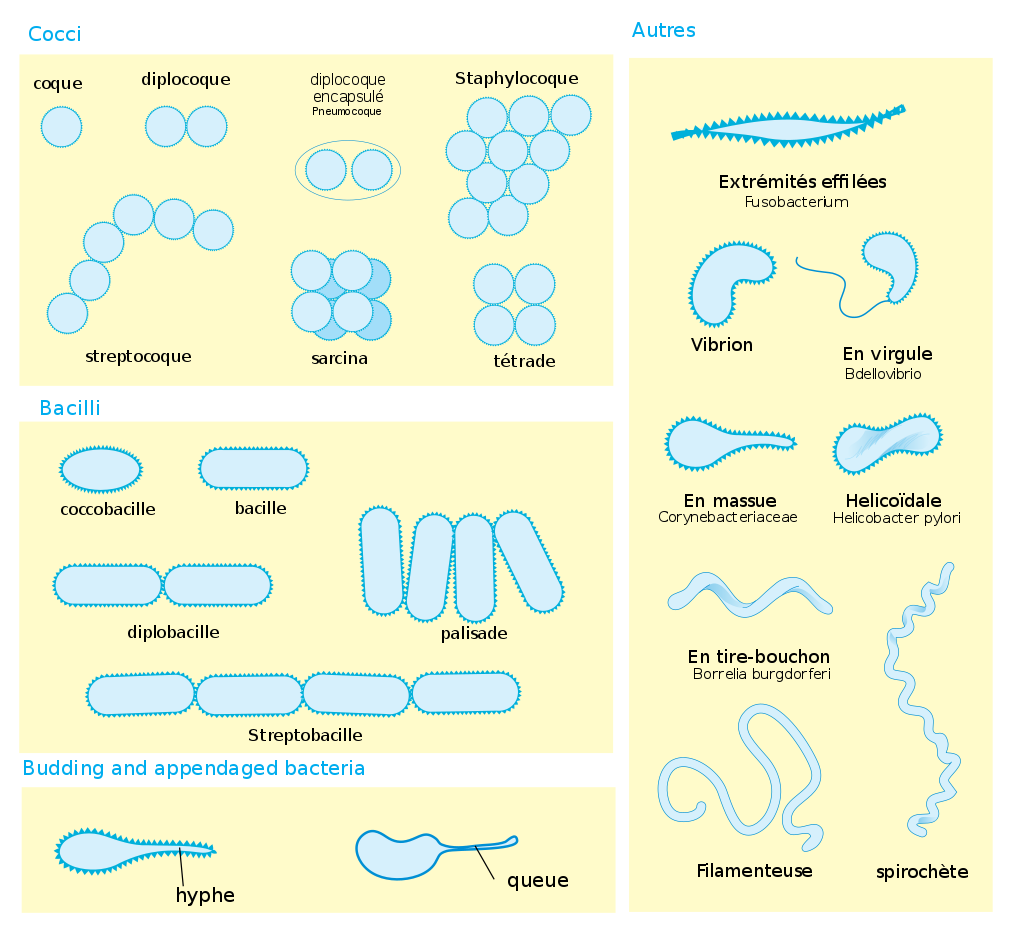 Cocci
coque
diplocoque
diplocoque
encapsulé
Pneumocoque
Staphylocoque
streptocoque
sarcina
tétrade
Bacilli
coccobacille
bacille
diplobacille
palisade
Streptobacille
Budding and appendaged bacteria
hyphe
queue
Autres
Extrémités effilées
Fusobacterium
Vibrion
En virgule
Bdellovibrio
En massue
Corynebacteriaceae
Helicoïdale
Helicobacter pylori
En tire-bouchon
Borrelia burgdorferi
Filamenteuse
spirochète